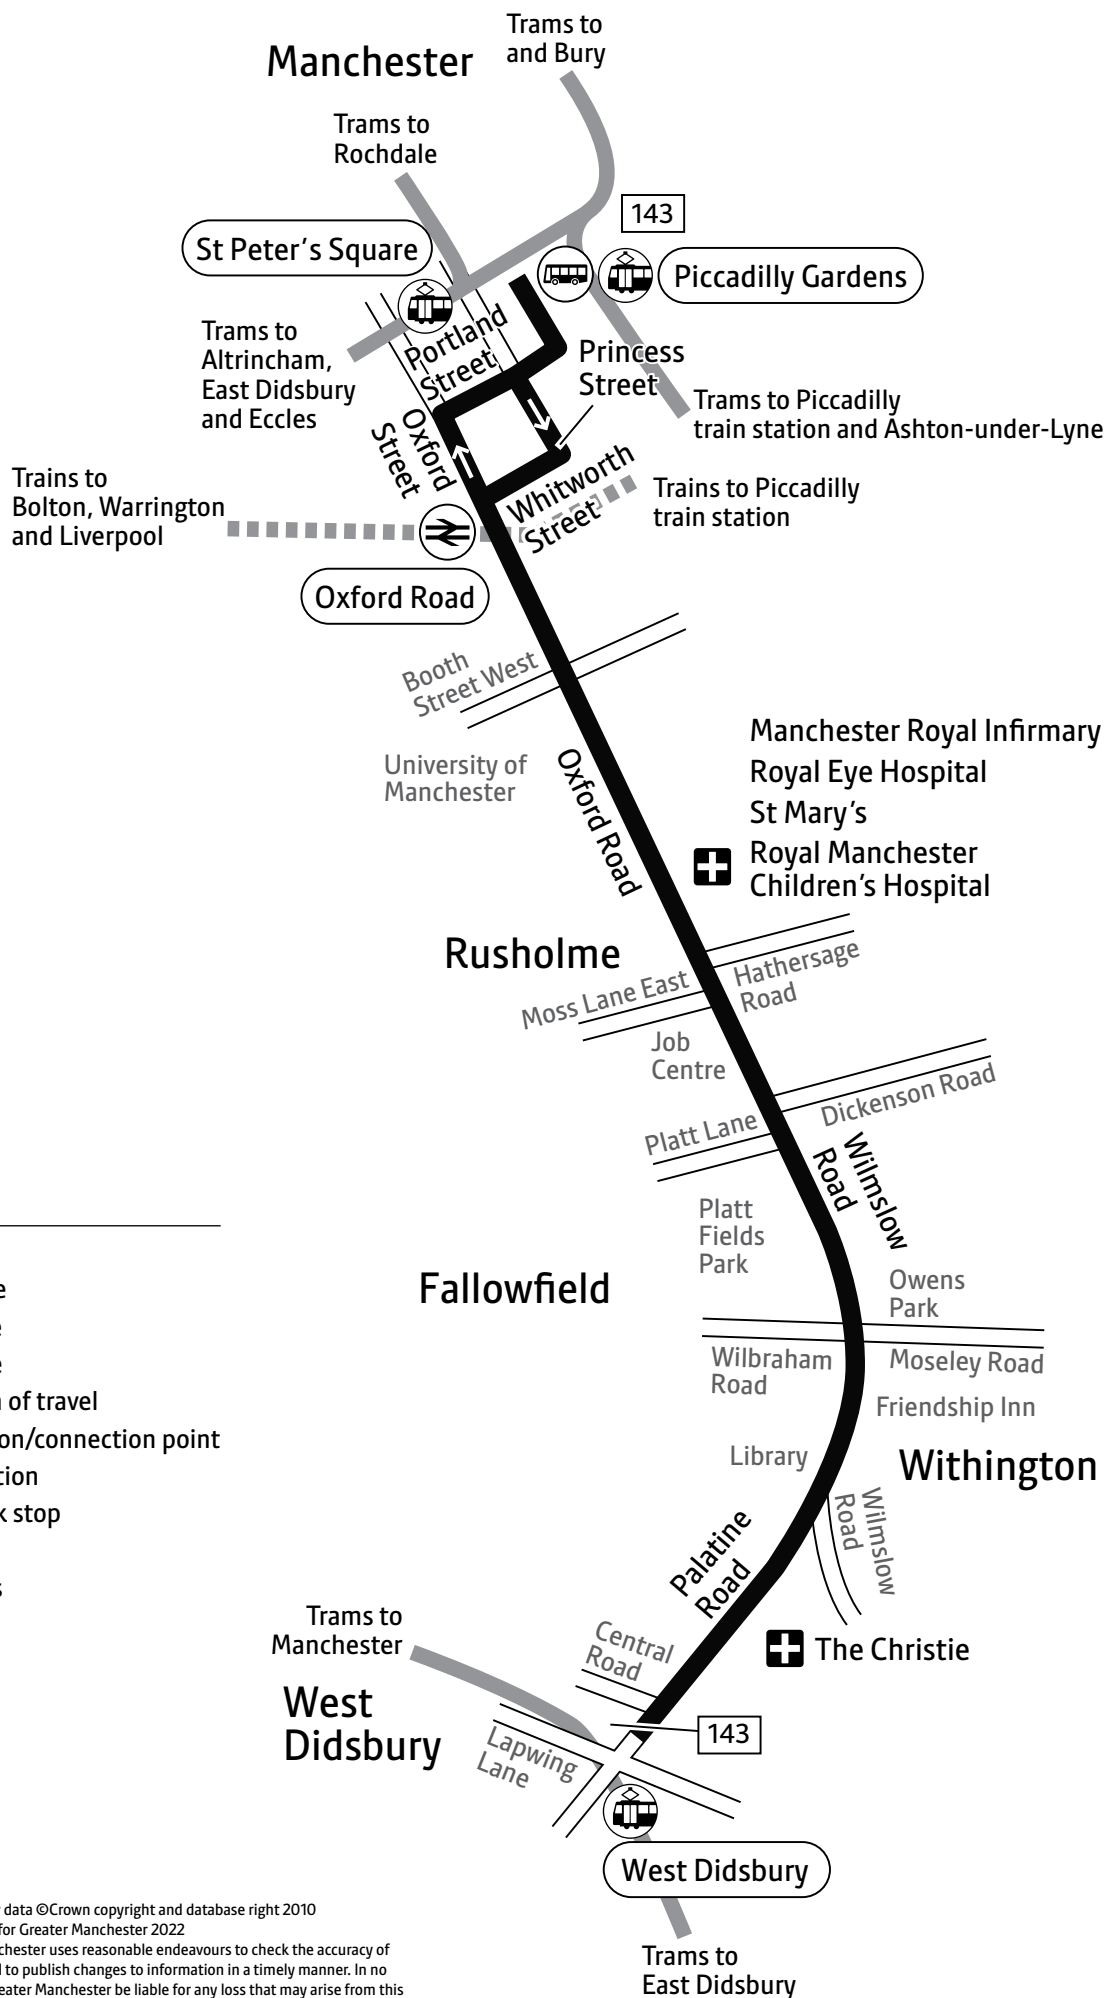 Trams to
and Bury
Manchester
Trams to
Rochdale
143
St Peter's Square
Piccadilly Gardens
Trams to
Altrincham,
East Didsbury
and Eccles
Portland
Street
Princess
Street
Trams to Piccadilly
train station and Ashton-under-Lyne
Oxford
Street
Trains to
Bolton, Warrington
and Liverpool
Whitworth
Street
Trains to Piccadilly
train station
Oxford Road
Booth
Street West
University of
Manchester
Oxford Road
Manchester Royal Infirmary
Royal Eye Hospital
St Mary's
Royal Manchester
Children's Hospital
Rusholme
Moss Lane East
Hathersage
Road
Job
Centre
Dickenson Road
Platt Lane
Wilmslow
Road
Platt
Fields
Park
Fallowfield
Owens
Park
Wilbraham
Road
Moseley Road
Friendship Inn
Library
Withington
Wilmslow
Road
Palatine
Road
of travel
on/connection point
stop
Trams to
Manchester
Central
Road
The Christie
West
Didsbury
143
Lapwing
Lane
West Didsbury
data ©Crown copyright and database right 2010
for Greater Manchester 2022
chester uses reasonable endeavours to check the accuracy of
to publish changes to information in a timely manner. In no
eater Manchester be liable for any loss that may arise from this
Trams to
East Didsbury